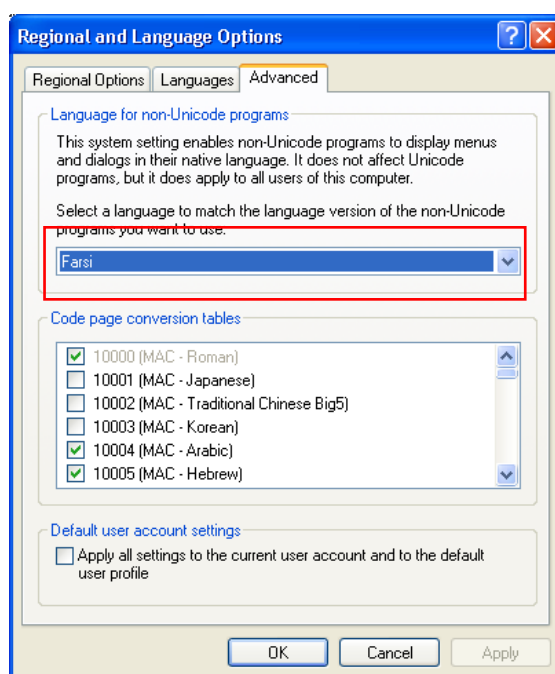 Regional and Language Options
Regional Options Languages Advanced
Language for non-Unicode programs
This system setting enables non-Unicode programs to display menus
and dialogs in their native language. It does not affect Unicode
programs, but it does apply to all users of this computer.
Select a language to match the language version of the non-Unicode
programs you want to use:
Farsi
Code page conversion tables
10000 (MAC - Roman)
10001 (MAC - Japanese)
10002 (MAC - Traditional Chinese Big5)
10003 (MAC - Korean)
10004 (MAC - Arabic)
10005 (MAC - Hebrew)
Default user account settings
Apply all settings to the current user account and to the default
user profile
OK Cancel Apply